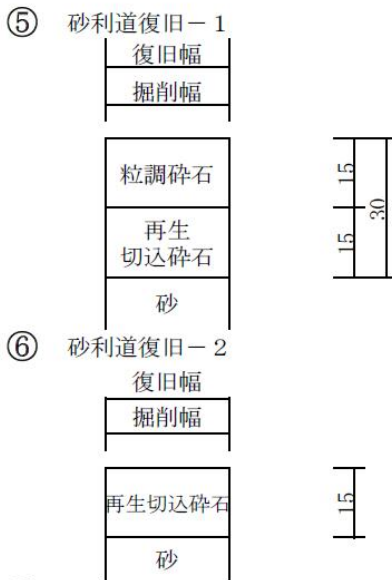 ⑤ 砂利道復旧－1
復旧幅
掘削幅
粒調砕石
15
再生
切込砕石
15
30
砂
⑥ 砂利道復旧－2
復旧幅
掘削幅
再生切込砕石
15
砂